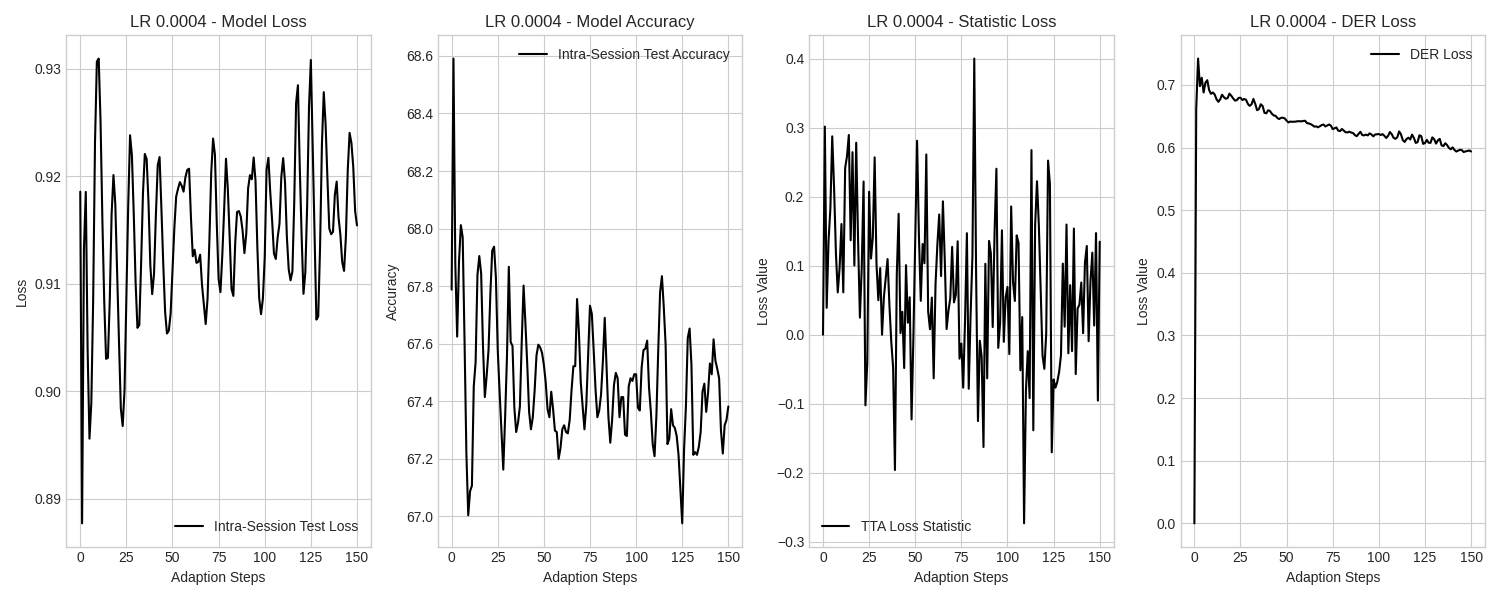 LR 0.0004 - Model Loss
0.93
0.92
0.91
0.90
0.89
Loss
Intra-Session Test Loss
0 25 50 75 100 125 150
Adaption Steps
LR 0.0004 - Model Accuracy
Intra-Session Test Accuracy
68.6
68.4
68.2
68.0
67.8
67.6
67.4
67.2
67.0
Accuracy
0 25 50 75 100 125 150
Adaption Steps
LR 0.0004 - Statistic Loss
0.4
0.3
0.2
0.1
0.0
−0.1
−0.2
−0.3
Loss Value
TTA Loss Statistic
0 25 50 75 100 125 150
Adaption Steps
LR 0.0004 - DER Loss
DER Loss
0.7
0.6
0.5
0.4
0.3
0.2
0.1
0.0
Loss Value
0 25 50 75 100 125 150
Adaption Steps